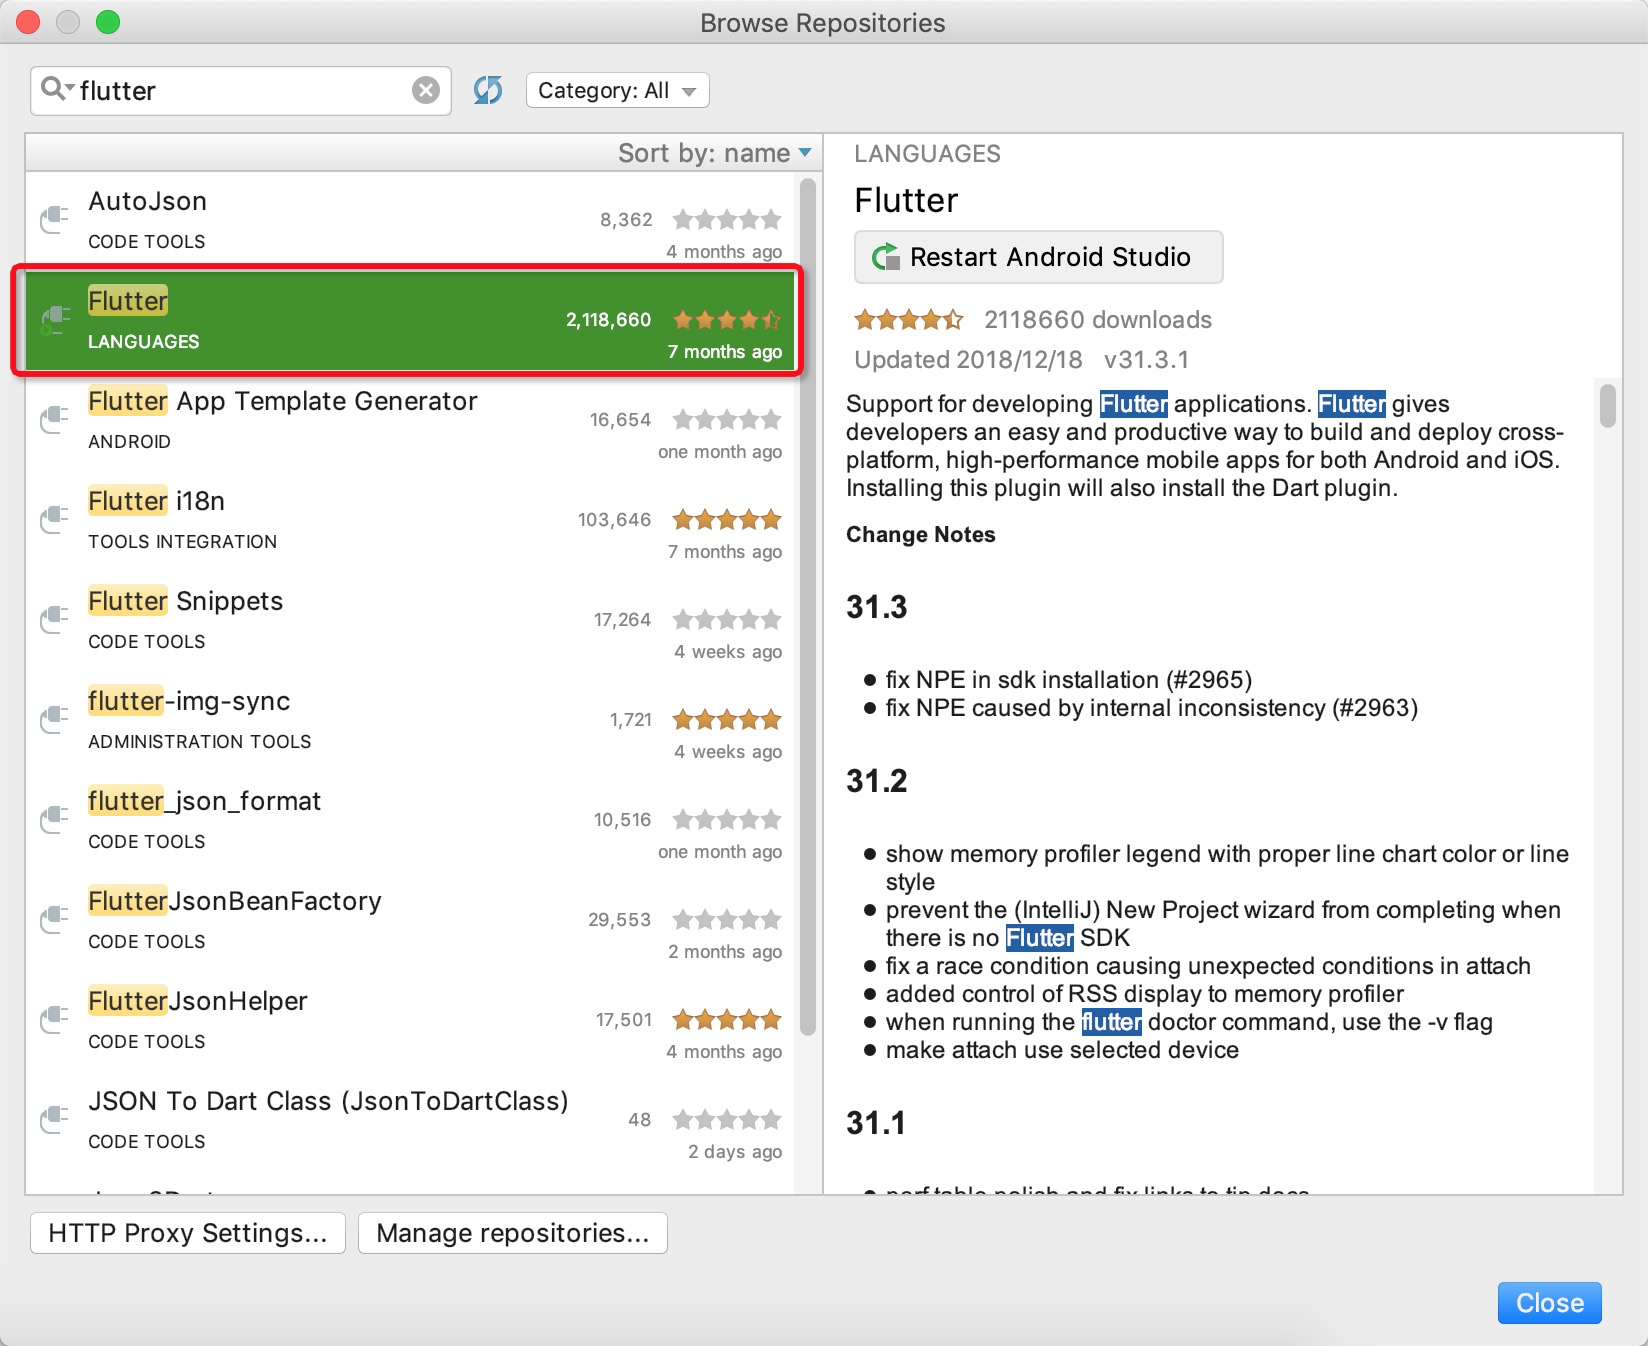 Browse Repositories
flutter
Category: All
Sort by: name
AutoJson
8,362
CODE TOOLS
4 months ago
Flutter
2,118,660
LANGUAGES
7 months ago
Flutter App Template Generator
16,654
ANDROID
one month ago
Flutter i18n
103,646
TOOLS INTEGRATION
7 months ago
Flutter Snippets
17,264
CODE TOOLS
4 weeks ago
flutter-img-sync
1,721
ADMINISTRATION TOOLS
4 weeks ago
flutter_json_format
10,516
CODE TOOLS
one month ago
FlutterJsonBeanFactory
29,553
CODE TOOLS
2 months ago
FlutterJsonHelper
17,501
CODE TOOLS
4 months ago
JSON To Dart Class (JsonToDartClass)
48
CODE TOOLS
2 days ago
LANGUAGES
Flutter
Restart Android Studio
2118660 downloads
Updated 2018/12/18 v31.3.1
Support for developing Flutter applications. Flutter gives
developers an easy and productive way to build and deploy cross-
platform, high-performance mobile apps for both Android and iOS.
Installing this plugin will also install the Dart plugin.
Change Notes
31.3
● fix NPE in sdk installation (#2965)
● fix NPE caused by internal inconsistency (#2963)
31.2
● show memory profiler legend with proper line chart color or line
style
● prevent the (IntelliJ) New Project wizard from completing when
there is no Flutter SDK
● fix a race condition causing unexpected conditions in attach
● added control of RSS display to memory profiler
● when running the flutter doctor command, use the -v flag
● make attach use selected device
31.1
● perf table polish and fix links to tip docs
HTTP Proxy Settings...
Manage repositories...
Close